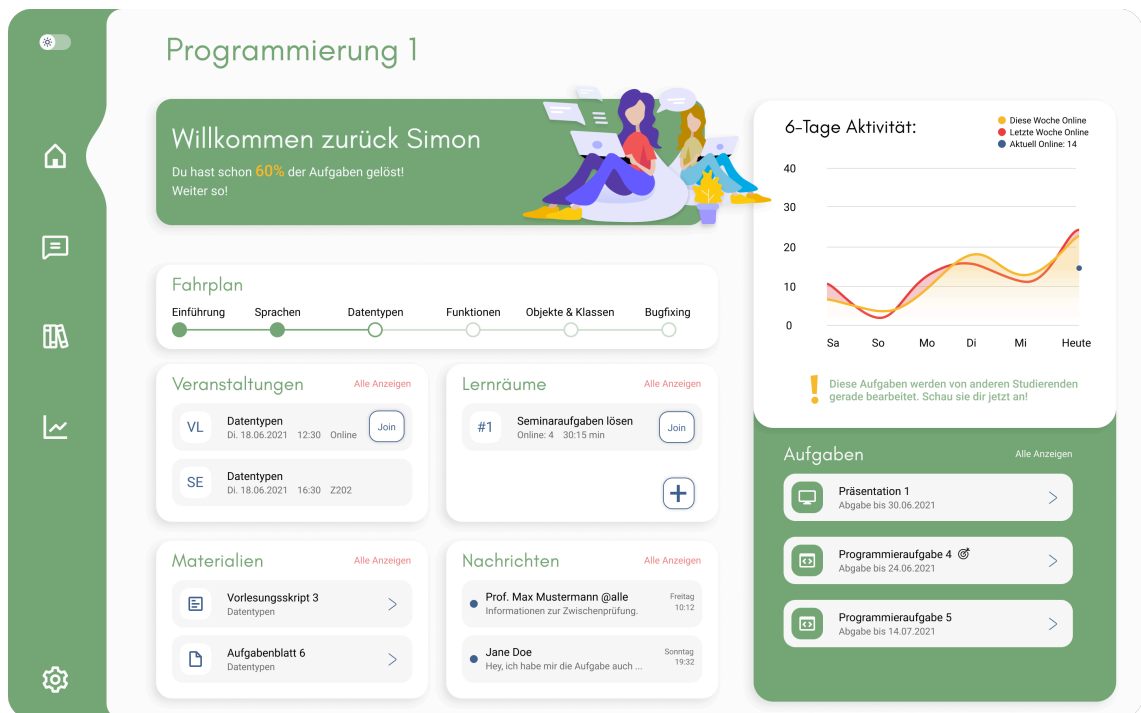 Programmierung 1
Willkommen zurück Simon
Du hast schon 60% der Aufgaben gelöst!
Weiter so!
Fahrplan
Einführung
Sprachen
Datentypen
Funktionen
Objekte & Klassen
Bugfixing
Veranstaltungen
Alle Anzeigen
VL
Datentypen
Di. 18.06.2021 12:30 Online
Join
SE
Datentypen
Di. 18.06.2021 16:30 Z202
Lernräume
Alle Anzeigen
#1
Seminaraufgaben lösen
Online: 4 30:15 min
Join
Materialien
Alle Anzeigen
Vorlesungsskript 3
Datentypen
Aufgabenblatt 6
Datentypen
Nachrichten
Alle Anzeigen
Prof. Max Mustermann @alle
Informationen zur Zwischenprüfung.
Freitag
10:12
Jane Doe
Hey, ich habe mir die Aufgabe auch ...
Sonntag
19:32
6-Tage Aktivität:
Diese Woche Online
Letzte Woche Online
Aktuell Online: 14
40
30
20
10
0
Sa
So
Mo
Di
Mi
Heute
Diese Aufgaben werden von anderen Studierenden
gerade bearbeitet. Schau sie dir jetzt an!
Aufgaben
Alle Anzeigen
Präsentation 1
Abgabe bis 30.06.2021
Programmieraufgabe 4
Abgabe bis 24.06.2021
Programmieraufgabe 5
Abgabe bis 14.07.2021